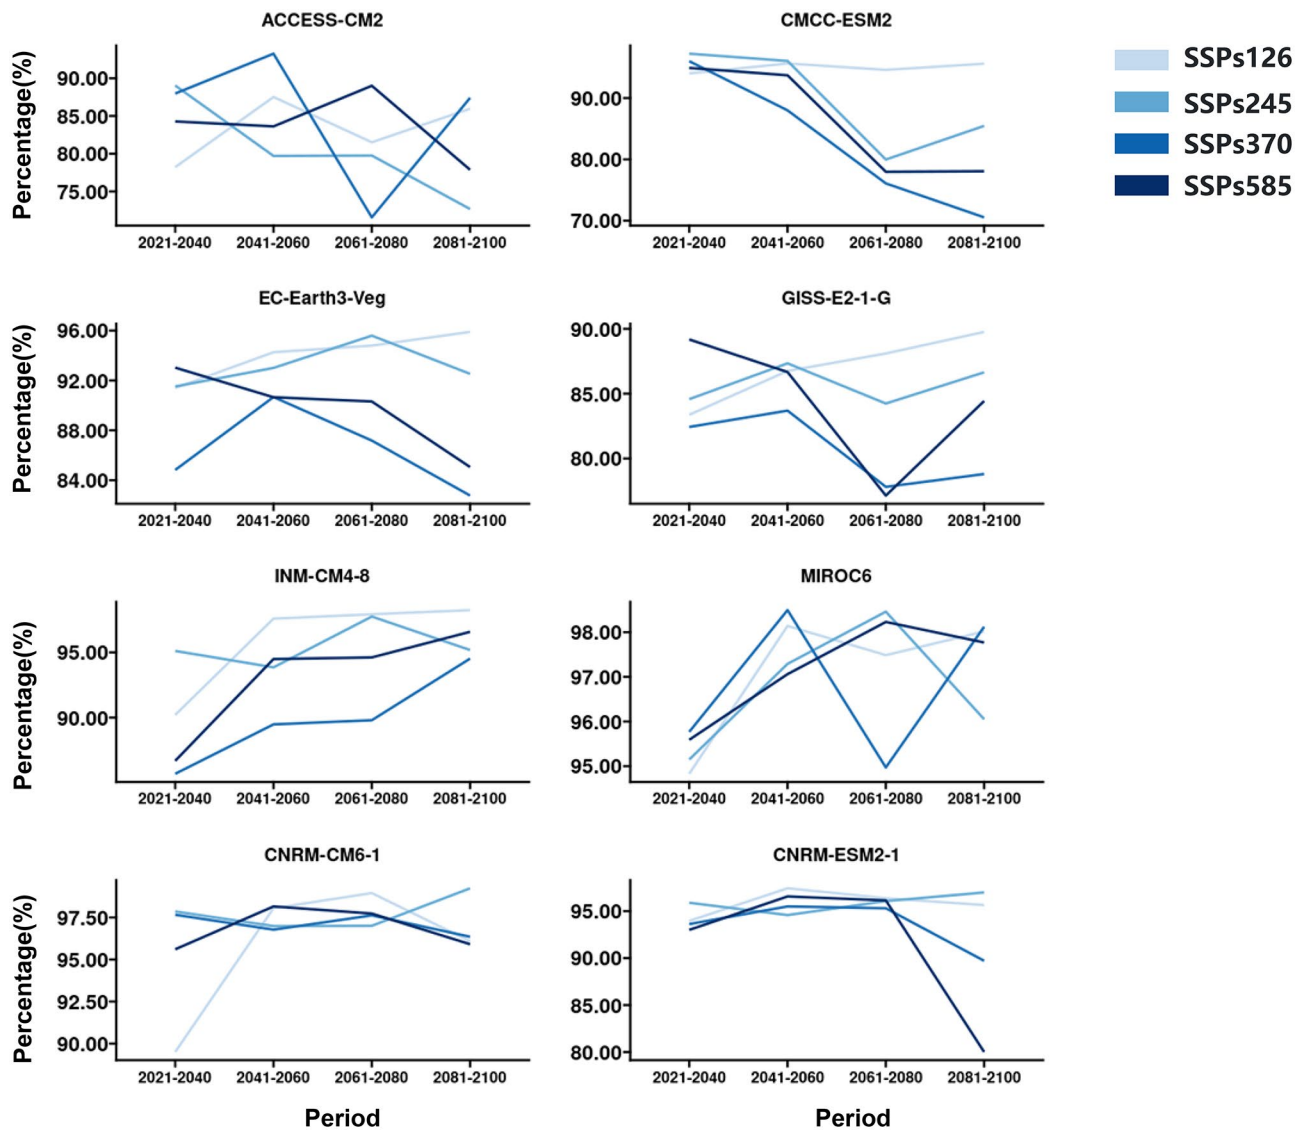 ACCESS-CM2
Percentage(%)
90.00
85.00
80.00
75.00
2021-2040 2041-2060 2061-2080 2081-2100
CMCC-ESM2
90.00
80.00
70.00
2021-2040 2041-2060 2061-2080 2081-2100
SSPs126
SSPs245
SSPs370
SSPs585
EC-Earth3-Veg
Percentage(%)
96.00
92.00
88.00
84.00
2021-2040 2041-2060 2061-2080 2081-2100
GISS-E2-1-G
90.00
85.00
80.00
2021-2040 2041-2060 2061-2080 2081-2100
INM-CM4-8
Percentage(%)
95.00
90.00
2021-2040 2041-2060 2061-2080 2081-2100
MIROC6
98.00
97.00
96.00
95.00
2021-2040 2041-2060 2061-2080 2081-2100
CNRM-CM6-1
Percentage(%)
97.50
95.00
92.50
90.00
2021-2040 2041-2060 2061-2080 2081-2100
Period
CNRM-ESM2-1
95.00
90.00
85.00
80.00
2021-2040 2041-2060 2061-2080 2081-2100
Period